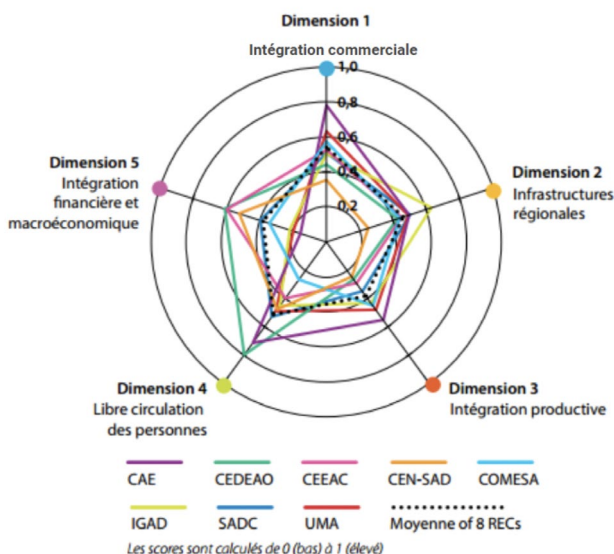 Dimension 1
Intégration commerciale
1,0
0,8
0,6
0,4
0,2
Dimension 5
Intégration
financière et
macroéconomique
Dimension 2
Infrastructures
régionales
Dimension 4
Libre circulation
des personnes
Dimension 3
Intégration productive
CAE CEDEAO CEEAC CEN-SAD COMESA
IGAD SADC UMA Moyenne of 8 RECs
Les scores sont calculés de 0 (bas) à 1 (élevé)